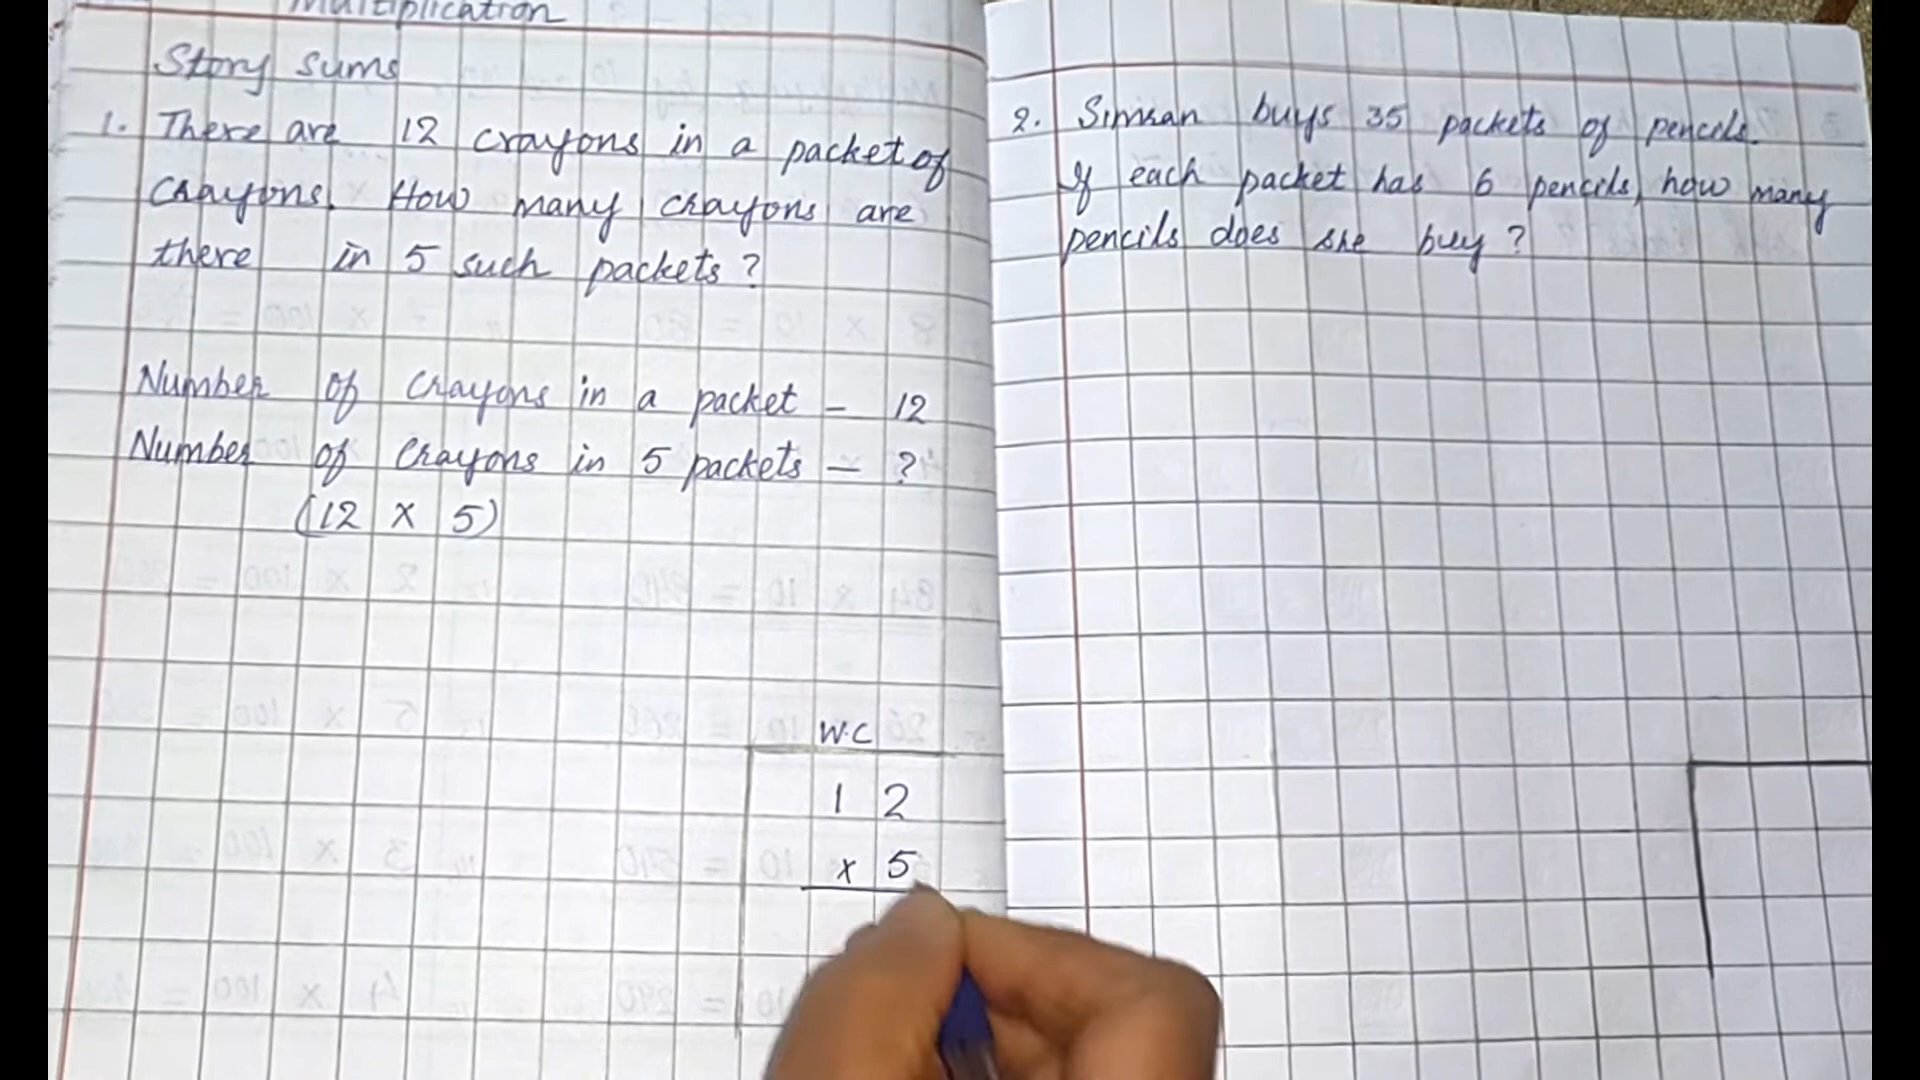 Multiplication
Story sums
1. There are 12 crayons in a packet of
crayons. How many crayons are
there in 5 such packets?
Number of crayons in a packet - 12
Number of Crayons in 5 packets - ?
(12 x 5)
W.C
1 2
x 5
2. Simran buys 35 packets of pencils.
If each packet has 6 pencils, how many
pencils does she buy?